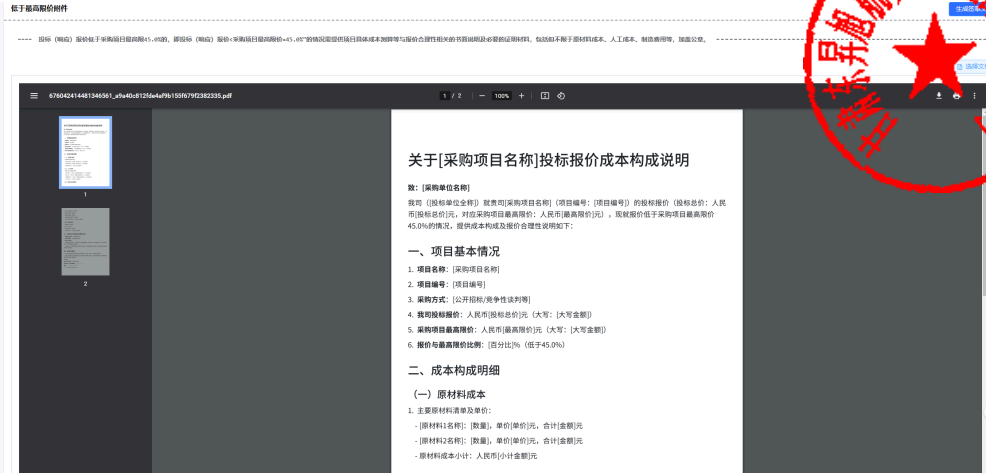 低于最高限价附件
生成签章文
投标（响应）报价低于采购项目最高限45.0%的，即投标（响应）报价<采购项目最高限价×45.0%"的情况需提供项目具体成本测算等与报价合理性相关的书面说明及必要的证明材料，包括但不限于原材料成本、人工成本、制造费用等，加盖公章。
选择文件
676042414481346561_a9a40c812fde4af9b155f679f2382335.pdf
1 / 2
100%
1
2
关于[采购项目名称]投标报价成本构成说明
致：[采购单位名称]
我司（[投标单位全称]）就贵司[采购项目名称]（项目编号：[项目编号]）的投标报价（投标总价：人民
币[投标总价]元，对应采购项目最高限价：人民币[最高限价]元），现就报价低于采购项目最高限价
45.0%的情况，提供成本构成及报价合理性说明如下：
一、项目基本情况
1. 项目名称：[采购项目名称]
2. 项目编号：[项目编号]
3. 采购方式：[公开招标/竞争性谈判等]
4. 我司投标报价：人民币[投标总价]元（大写：[大写金额]）
5. 采购项目最高限价：人民币[最高限价]元（大写：[大写金额]）
6. 报价与最高限价比例：[百分比]%（低于45.0%）
二、成本构成明细
（一）原材料成本
1. 主要原材料清单及单价：
- [原材料1名称]：[数量]，单价[单价]元，合计[金额]元
- [原材料2名称]：[数量]，单价[单价]元，合计[金额]元
- 原材料成本小计：人民币[小计金额]元